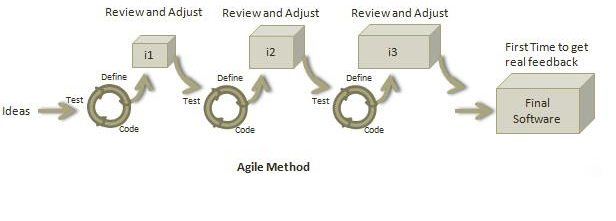 Review and Adjust
Review and Adjust
Review and Adjust
i1
i2
i3
First Time to get
real feedback
Define
Define
Define
Test
Test
Test
Ideas
Code
Code
Code
Final
Software
Agile Method